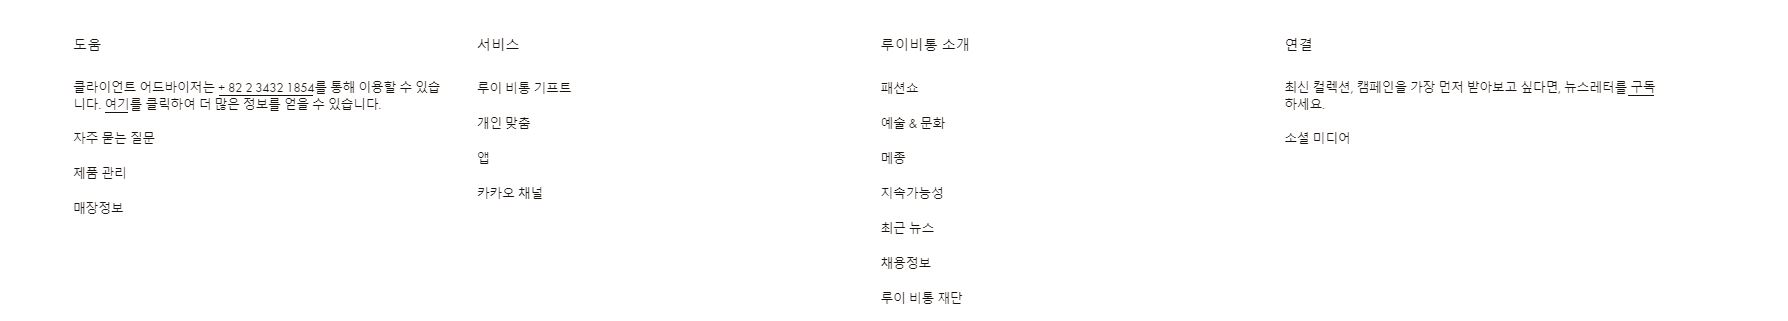 도움
클라이언트 어드바이저는 + 82 2 3432 1854를 통해 이용할 수 있습
니다. 여기를 클릭하여 더 많은 정보를 얻을 수 있습니다.
자주 묻는 질문
제품 관리
매장정보
서비스
루이 비통 기프트
개인 맞춤
앱
카카오 채널
루이비통 소개
패션쇼
예술 & 문화
메종
지속가능성
최근 뉴스
채용정보
루이 비통 재단
연결
최신 컬렉션, 캠페인을 가장 먼저 받아보고 싶다면, 뉴스레터를 구독
하세요.
소셜 미디어